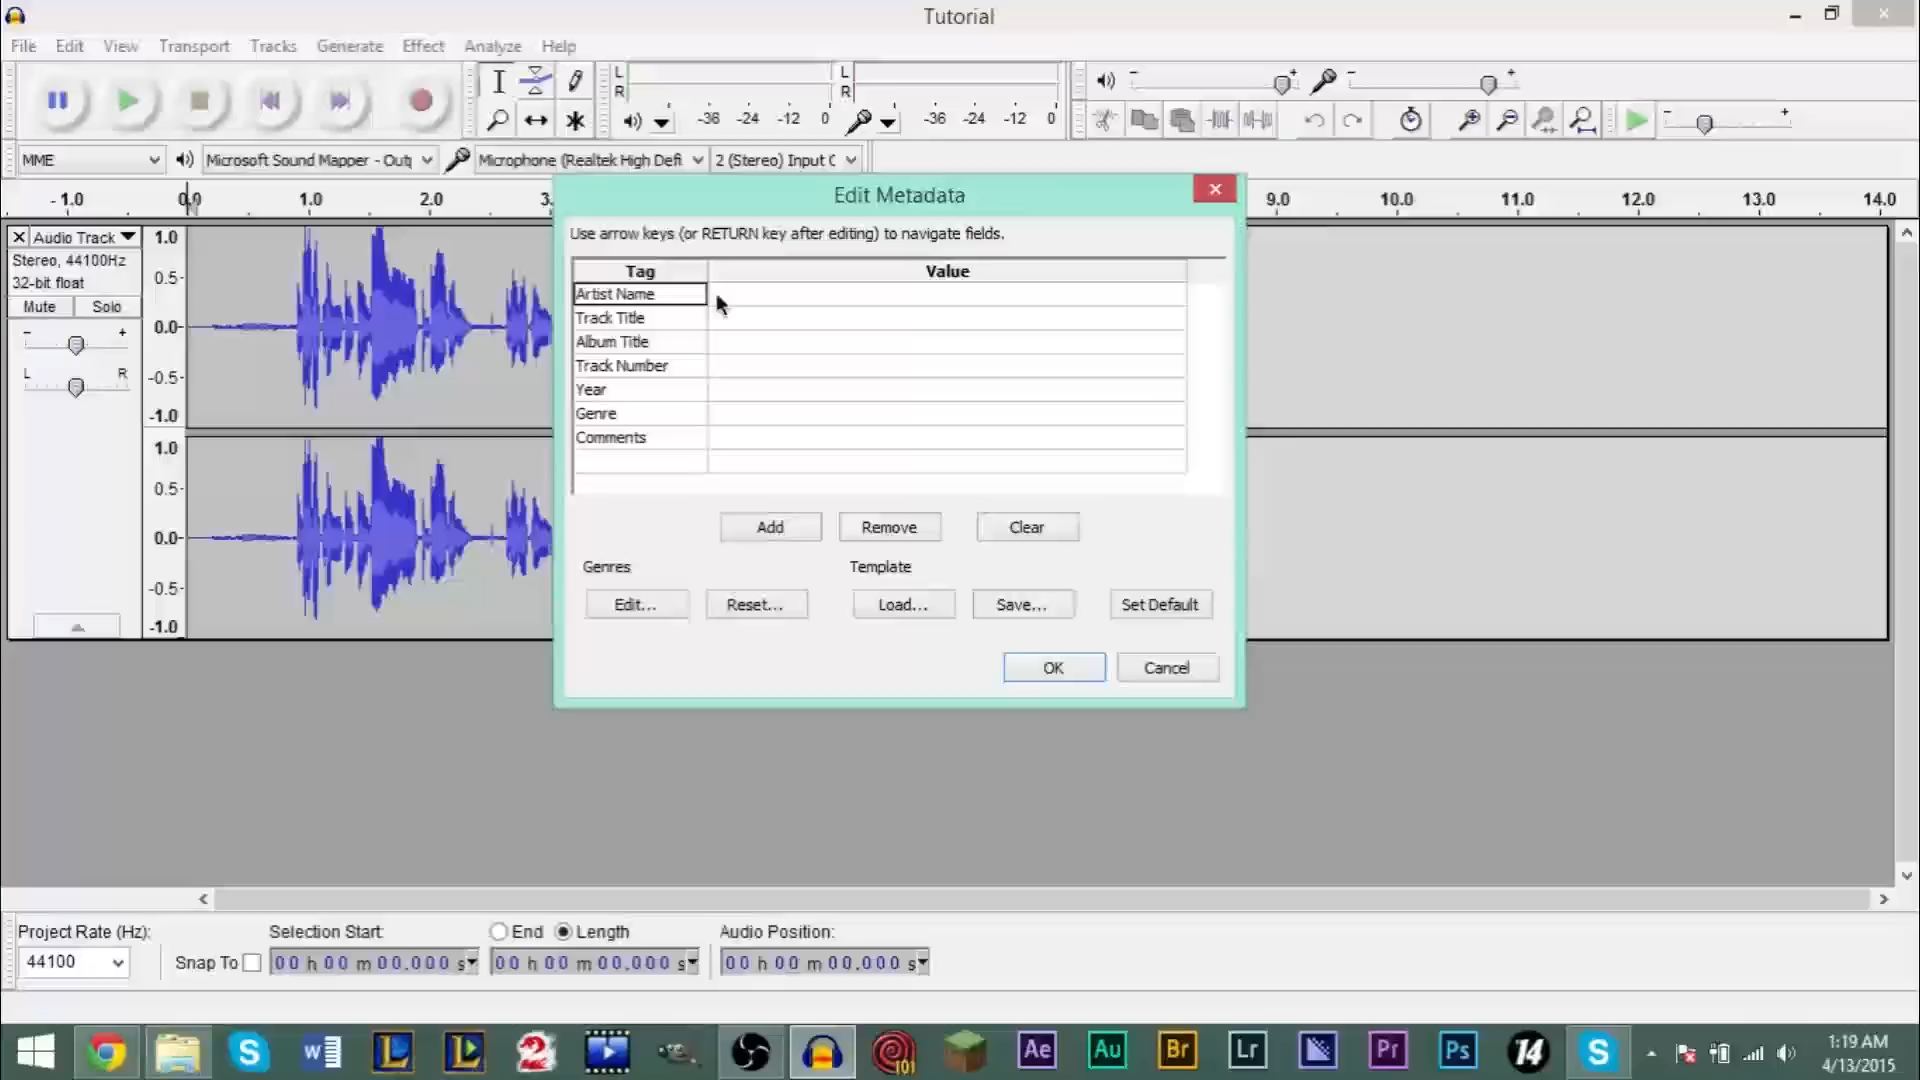 Tutorial
File Edit View Transport Tracks Generate Effect Analyze Help
L
R
L
R
-36 -24 -12 0
-36 -24 -12 0
MME
Microsoft Sound Mapper - Outp
Microphone (Realtek High Defi
2 (Stereo) Input C
-1.0 0.0 1.0 2.0 3. 9.0 10.0 11.0 12.0 13.0 14.0
Edit Metadata
Use arrow keys (or RETURN key after editing) to navigate fields.
Tag Value
Artist Name
Track Title
Album Title
Track Number
Year
Genre
Comments
Add Remove Clear
Genres Template
Edit... Reset... Load... Save... Set Default
OK Cancel
Audio Track
Stereo, 44100Hz
32-bit float
Mute Solo
- +
L R
1.0
0.5-
0.0-
-0.5-
-1.0
1.0
0.5-
0.0-
-0.5-
-1.0
Project Rate (Hz):
44100
Snap To
Selection Start:
End Length
Audio Position:
00 h 00 m 00.000 s
00 h 00 m 00.000 s
00 h 00 m 00.000 s
W
L
L
2
101
Ae
Au
Br
Lr
Pr
Ps
14
S
S
1:19 AM
4/13/2015